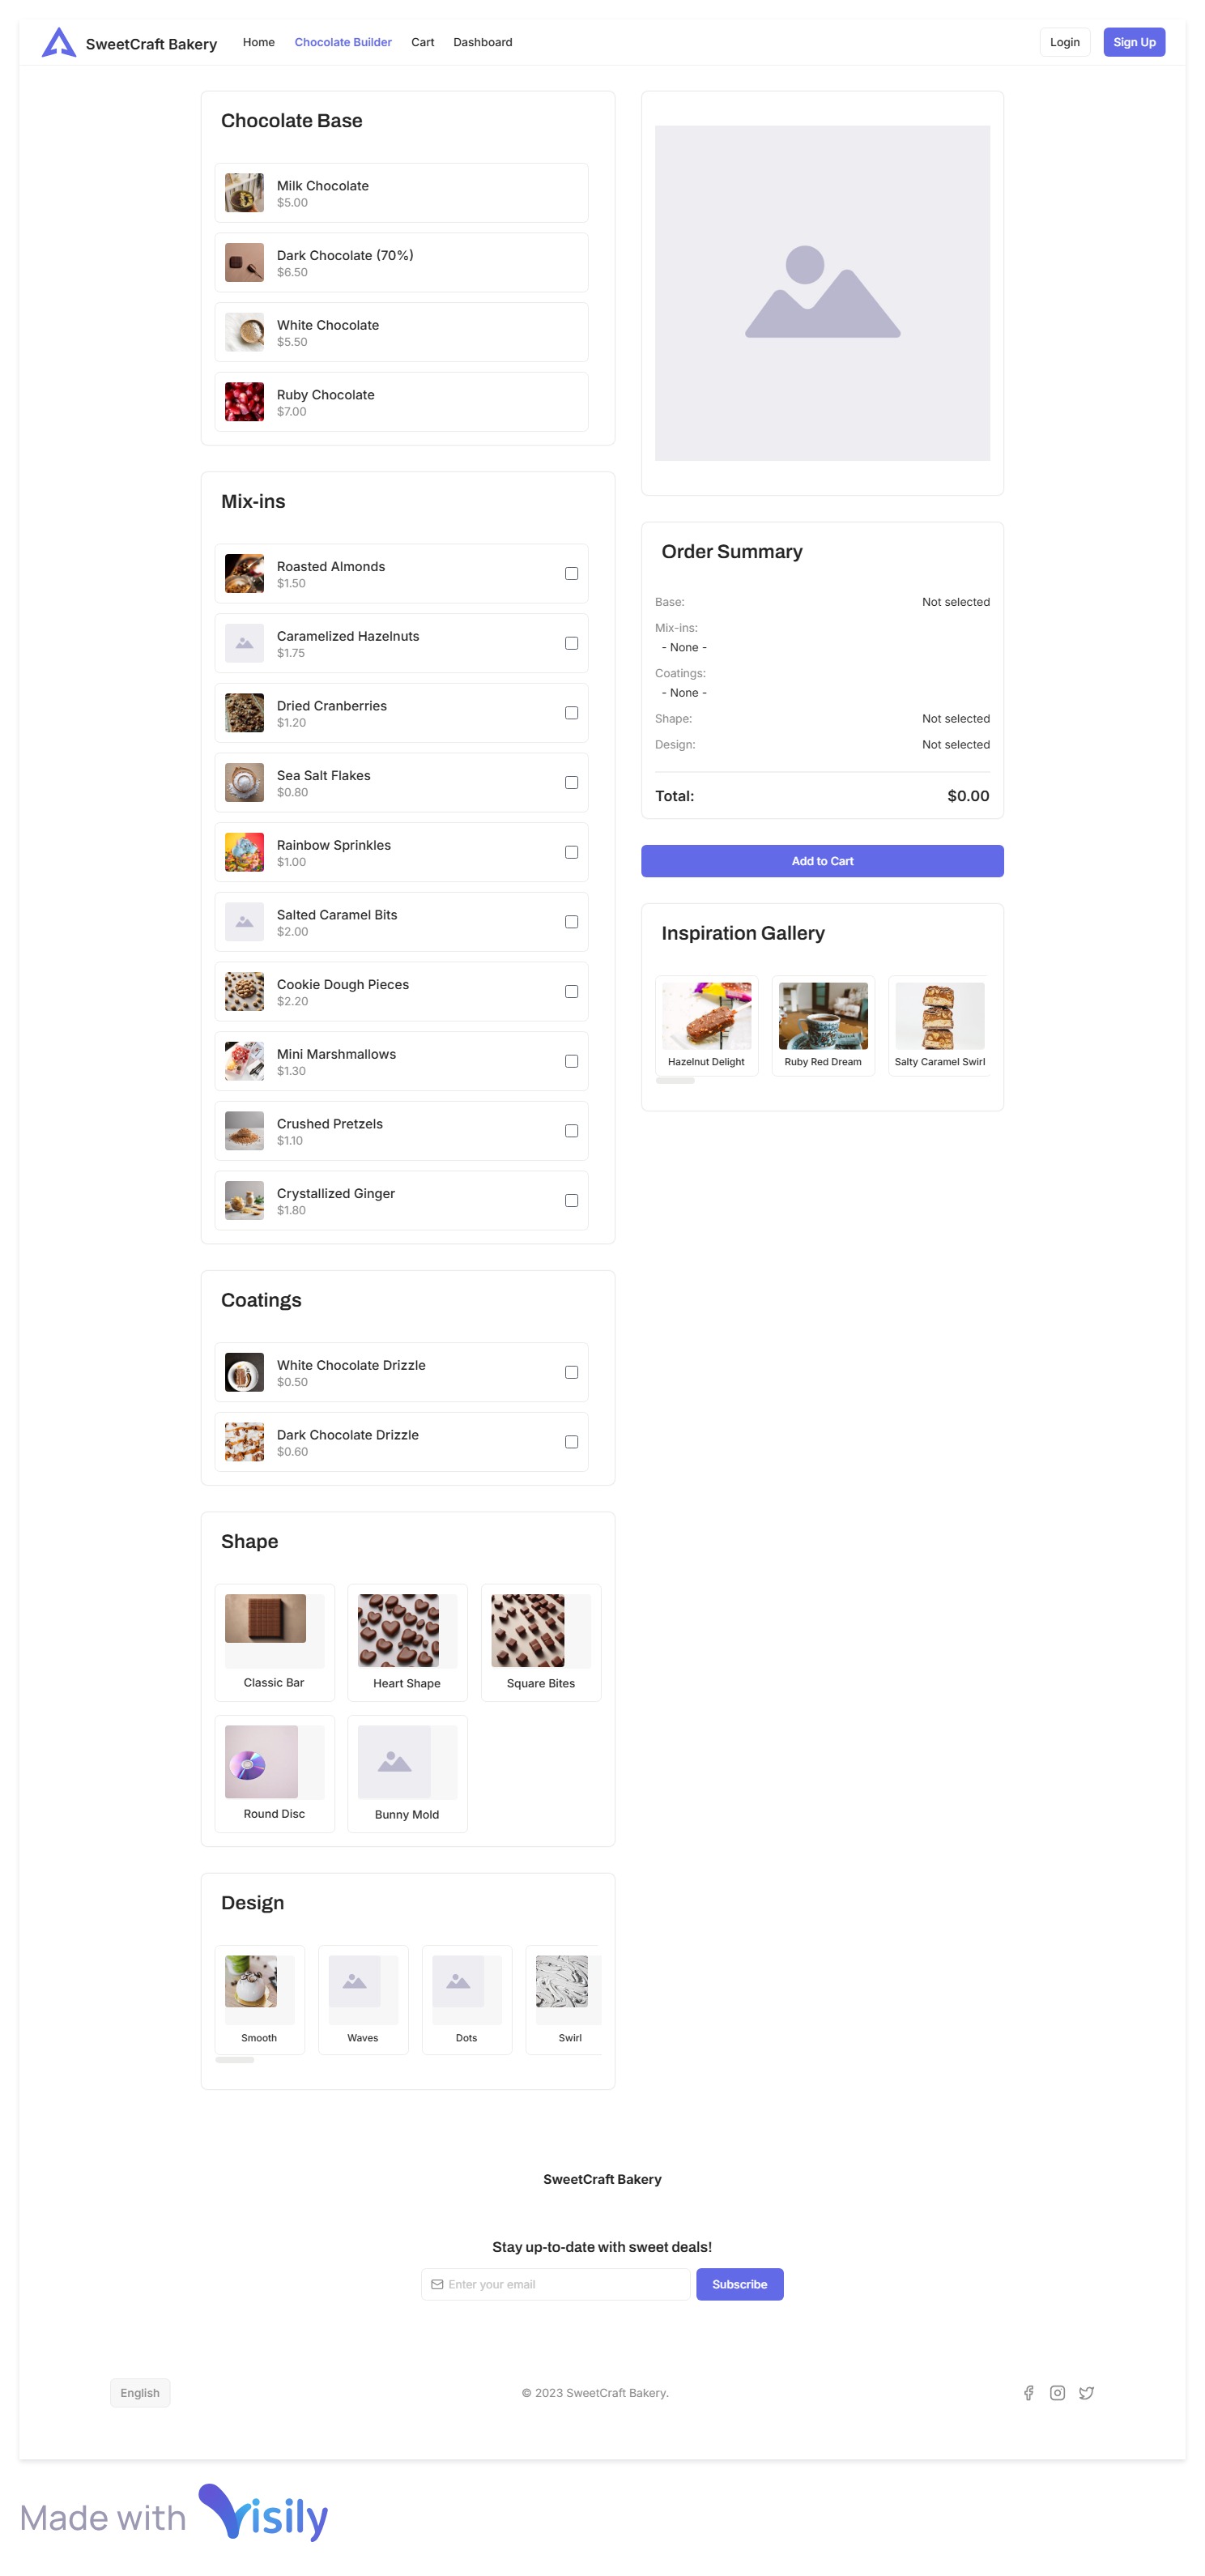 SweetCraft Bakery
Home
Chocolate Builder
Cart
Dashboard
Login
Sign Up
Chocolate Base
Milk Chocolate
$5.00
Dark Chocolate (70%)
$6.50
White Chocolate
$5.50
Ruby Chocolate
$7.00
Mix-ins
Roasted Almonds
$1.50
Caramelized Hazelnuts
$1.75
Dried Cranberries
$1.20
Sea Salt Flakes
$0.80
Rainbow Sprinkles
$1.00
Salted Caramel Bits
$2.00
Cookie Dough Pieces
$2.20
Mini Marshmallows
$1.30
Crushed Pretzels
$1.10
Crystallized Ginger
$1.80
Coatings
White Chocolate Drizzle
$0.50
Dark Chocolate Drizzle
$0.60
Shape
Classic Bar
Heart Shape
Square Bites
Round Disc
Bunny Mold
Design
Smooth
Waves
Dots
Swirl
Order Summary
Base: Not selected
Mix-ins:
- None -
Coatings:
- None -
Shape: Not selected
Design: Not selected
Total: $0.00
Add to Cart
Inspiration Gallery
Hazelnut Delight
Ruby Red Dream
Salty Caramel Swirl
SweetCraft Bakery
Stay up-to-date with sweet deals!
Enter your email
Subscribe
English
© 2023 SweetCraft Bakery.
Made with Visily